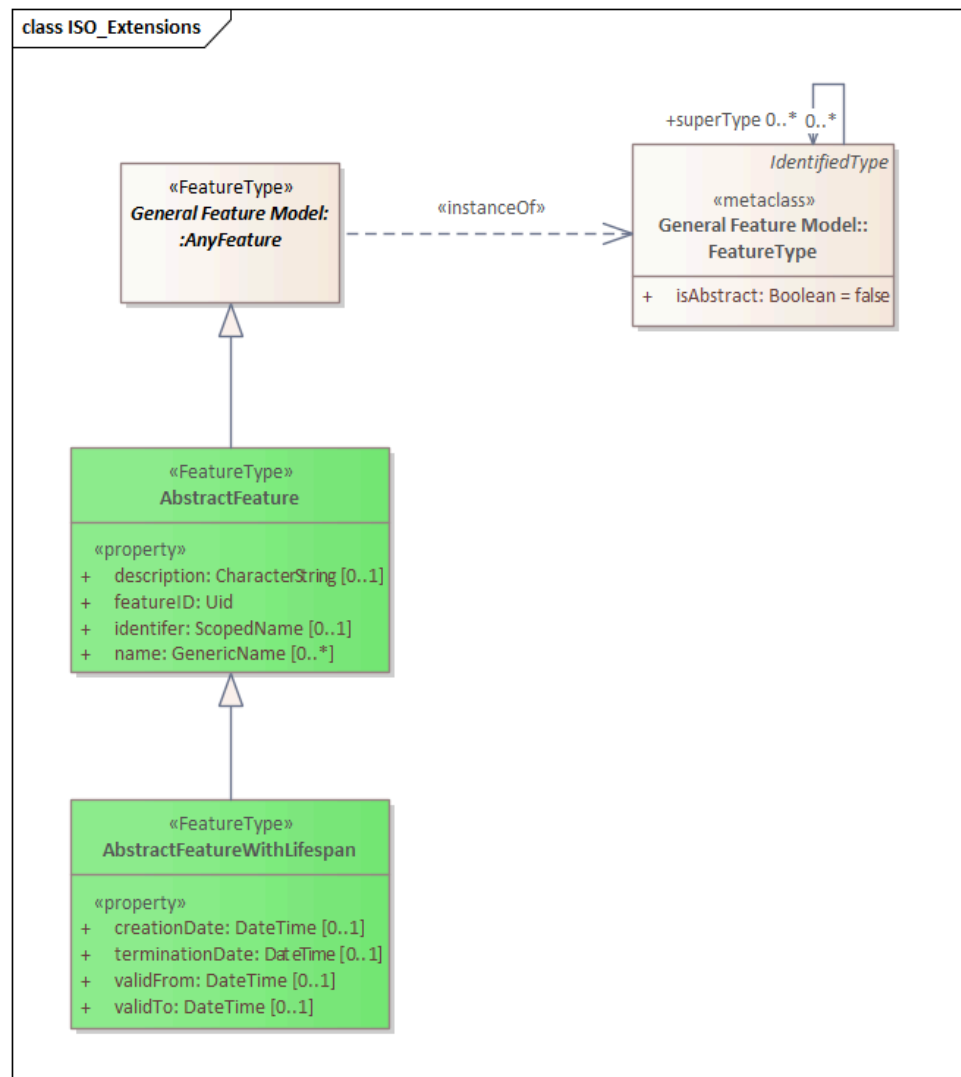 class ISO_Extensions
+superType 0..* 0..*
IdentifiedType
«metaclass»
General Feature Model::
FeatureType
+ isAbstract: Boolean = false
«FeatureType»
General Feature Model:
:AnyFeature
«instanceOf»
«FeatureType»
AbstractFeature
«property»
+ description: CharacterString [0..1]
+ featureID: Uid
+ identifer: ScopedName [0..1]
+ name: GenericName [0..*]
«FeatureType»
AbstractFeatureWithLifespan
«property»
+ creationDate: DateTime [0..1]
+ terminationDate: DateTime [0..1]
+ validFrom: DateTime [0..1]
+ validTo: DateTime [0..1]